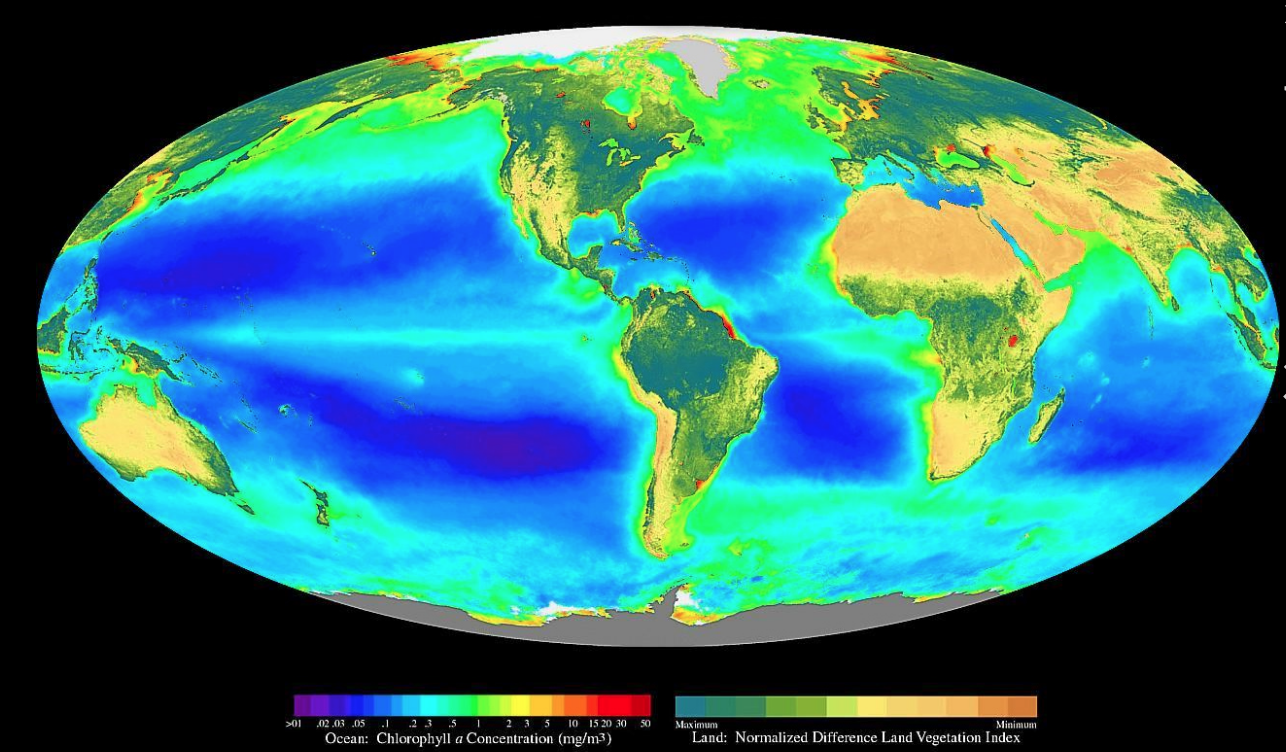 >01 .02 .03 .05 .1 .2 .3 .5 1 2 3 5 10 15 20 30 50
Ocean: Chlorophyll a Concentration (mg/m3)
Maximum Minimum
Land: Normalized Difference Land Vegetation Index